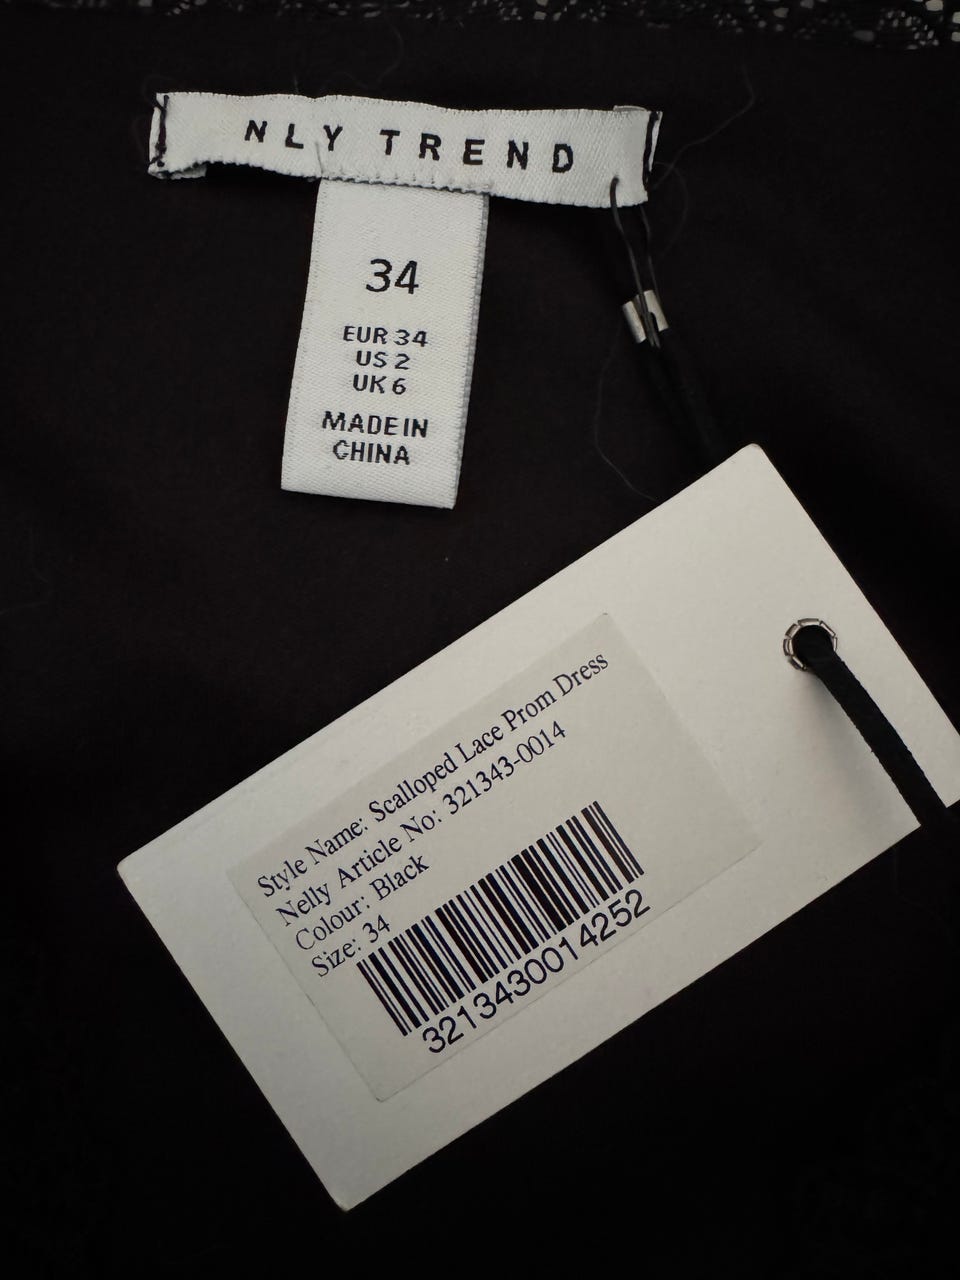 NLY TREND
34
EUR 34
US 2
UK 6
MADE IN
CHINA
Style Name: Scalloped Lace Prom Dress
Nelly Article No: 321343-0014
Colour: Black
Size: 34
3213430014252